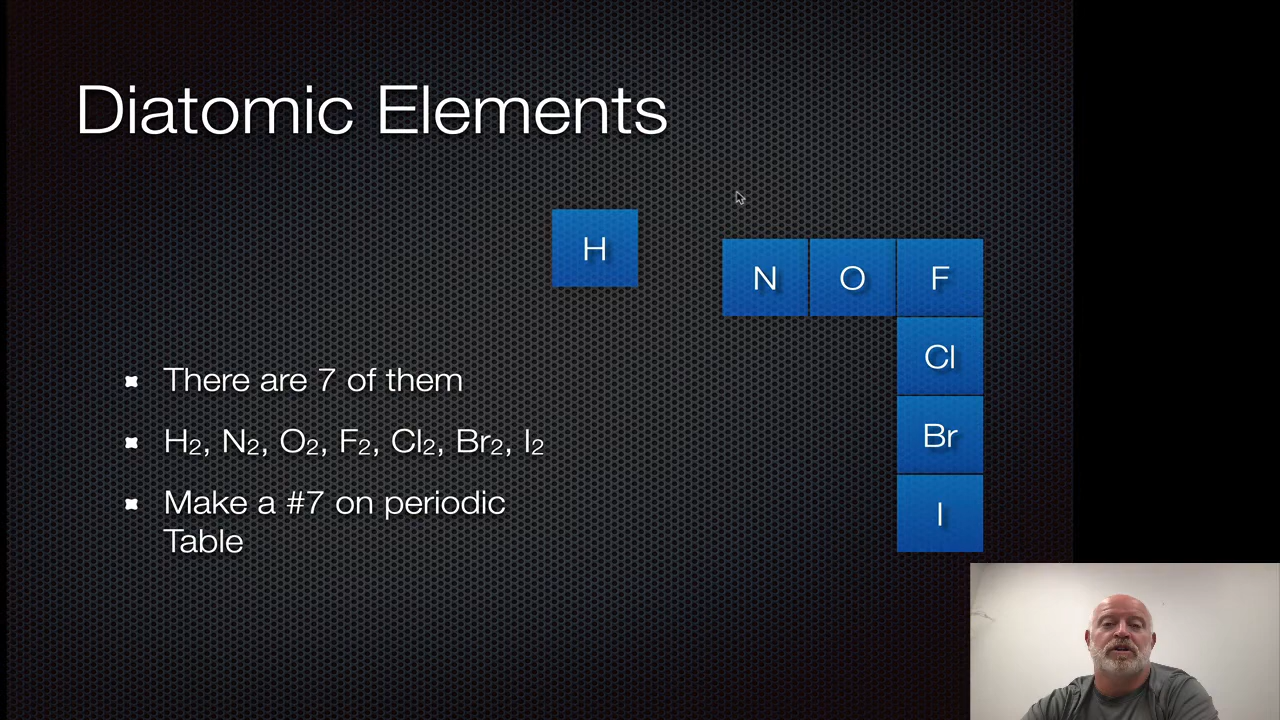 Diatomic Elements
H
N O F
Cl
Br
I
There are 7 of them
H₂, N₂, O₂, F₂, Cl₂, Br₂, I₂
Make a #7 on periodic
Table